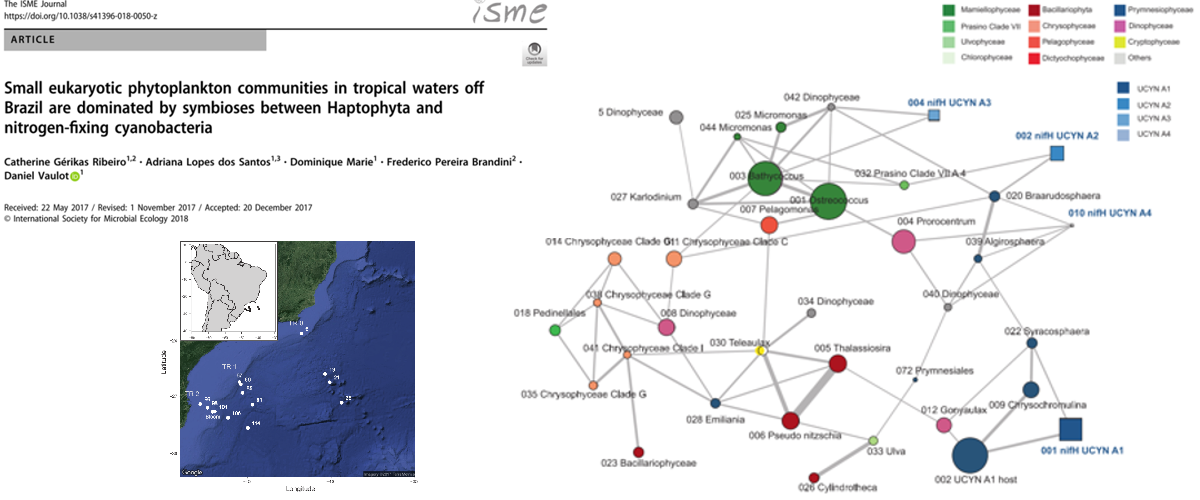 The ISME Journal
https://doi.org/10.1038/s41396-018-0050-z
isme
ARTICLE
Check for
updates
Small eukaryotic phytoplankton communities in tropical waters off
Brazil are dominated by symbioses between Haptophyta and
nitrogen-fixing cyanobacteria
Catherine Gérikas Ribeiro1,2 · Adriana Lopes dos Santos1,3 · Dominique Marie1 · Frederico Pereira Brandini2 ·
Daniel Vaulot 1
Received: 22 May 2017 / Revised: 1 November 2017 / Accepted: 20 December 2017
© International Society for Microbial Ecology 2018
Latitude
TR 1
TR 2
Bloom
Google
Longitude
Mamiellophyceae
Prasino Clade VII
Ulvophyceae
Chlorophyceae
Bacillariophyta
Chrysophyceae
Pelagophyceae
Dictyochophyceae
Prymnesiophyceae
Dinophyceae
Cryptophyceae
Others
UCYN A1
UCYN A2
UCYN A3
UCYN A4
042 Dinophyceae
004 nifH UCYN A3
5 Dinophyceae
025 Micromonas
044 Micromonas
002 nifH UCYN A2
003 Bathycoccus
032 Prasino Clade VII A 4
027 Karlodinium
001 Ostreococcus
020 Braarudosphaera
007 Pelagomonas
010 nifH UCYN A4
004 Prorocentrum
014 Chrysophyceae Clade G
011 Chrysophyceae Clade C
039 Algirosphaera
038 Chrysophyceae Clade G
040 Dinophyceae
034 Dinophyceae
018 Pedinellales
008 Dinophyceae
022 Syracosphaera
041 Chrysophyceae Clade I
030 Teleaulax
005 Thalassiosira
072 Prymnesiales
035 Chrysophyceae Clade G
009 Chrysochromulina
028 Emiliania
012 Gonyaulax
006 Pseudo nitzschia
033 Ulva
001 nifH UCYN A1
023 Bacillariophyceae
002 UCYN A1 host
026 Cylindrotheca